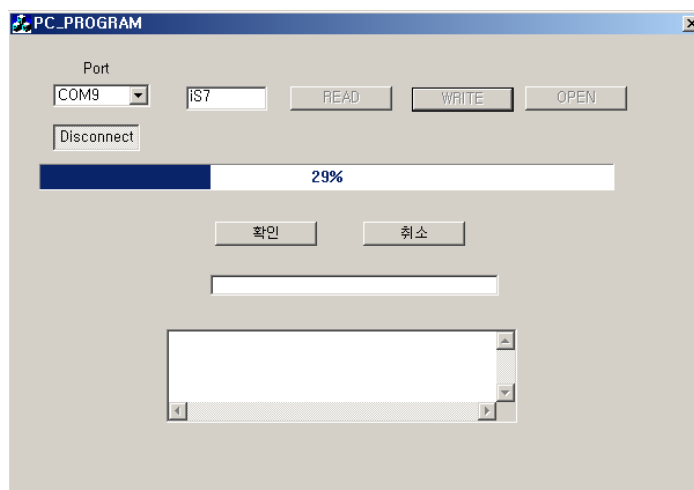 PC_PROGRAM
Port
COM9 iS7 READ WRITE OPEN
Disconnect
29%
확인 취소